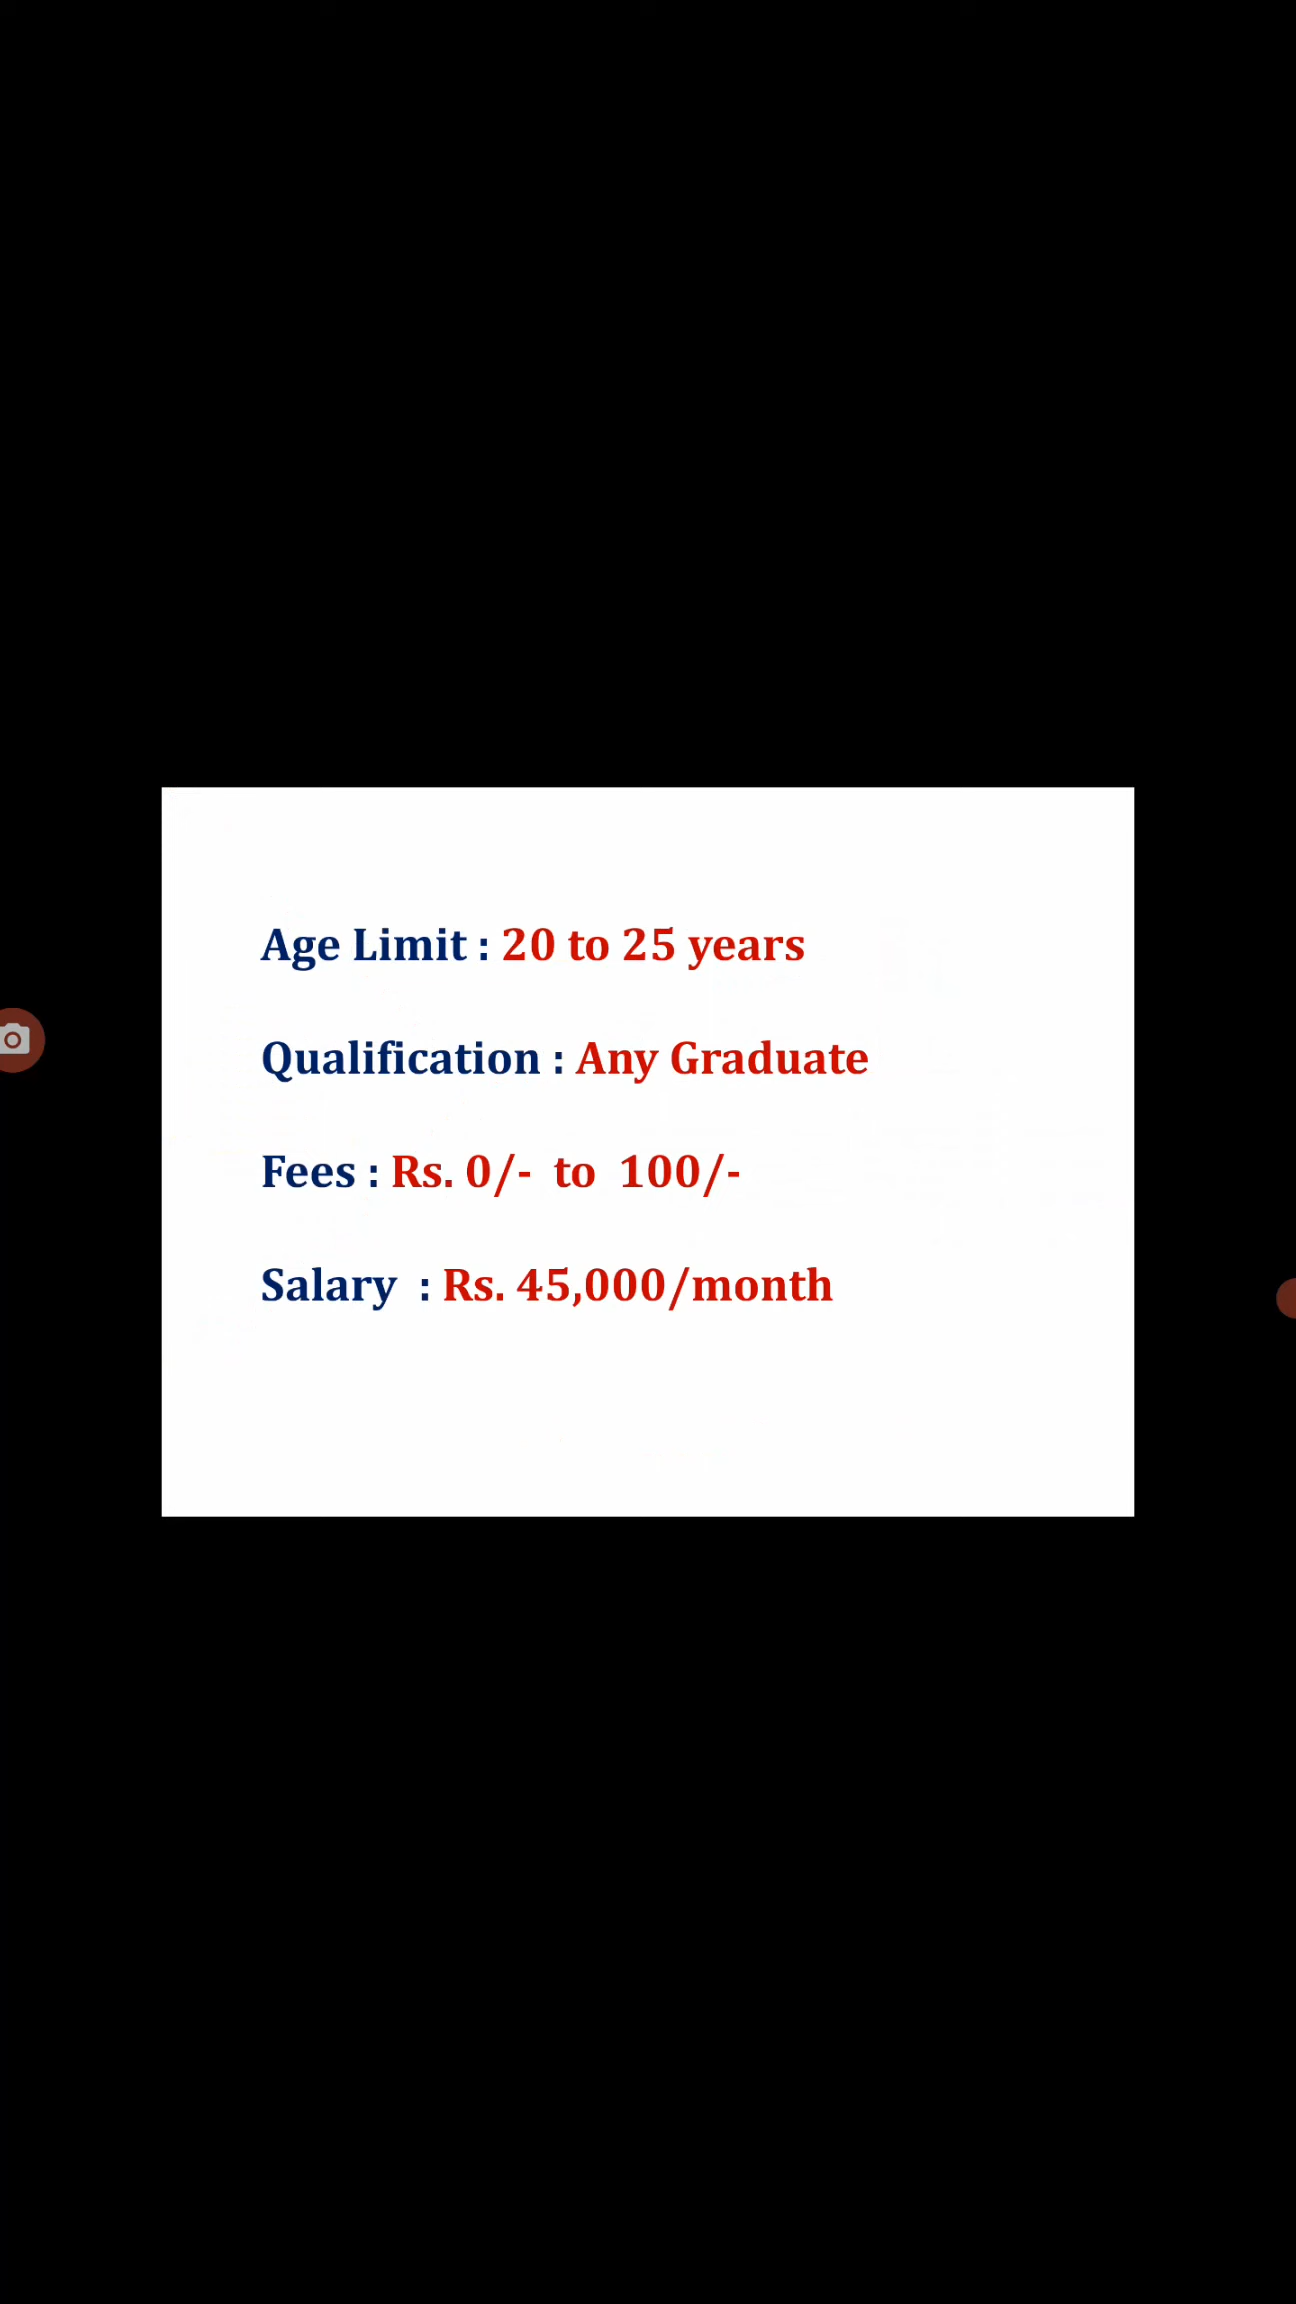 Age Limit : 20 to 25 years
Qualification : Any Graduate
Fees : Rs. 0/- to 100/-
Salary : Rs. 45,000/month